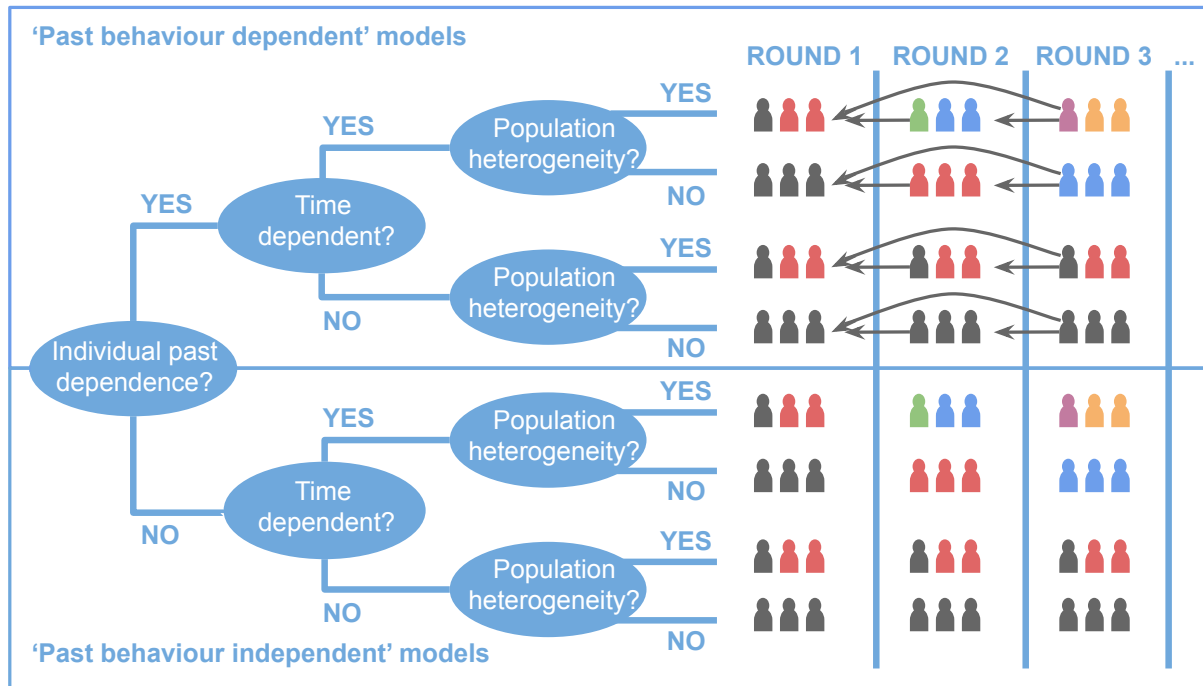 ‘Past behaviour dependent’ models
ROUND 1
ROUND 2
ROUND 3
...
YES
Population
heterogeneity?
YES
NO
YES
Time
dependent?
YES
Population
heterogeneity?
NO
NO
Individual past
dependence?
YES
Population
heterogeneity?
YES
NO
Time
dependent?
NO
YES
Population
heterogeneity?
NO
NO
‘Past behaviour independent’ models